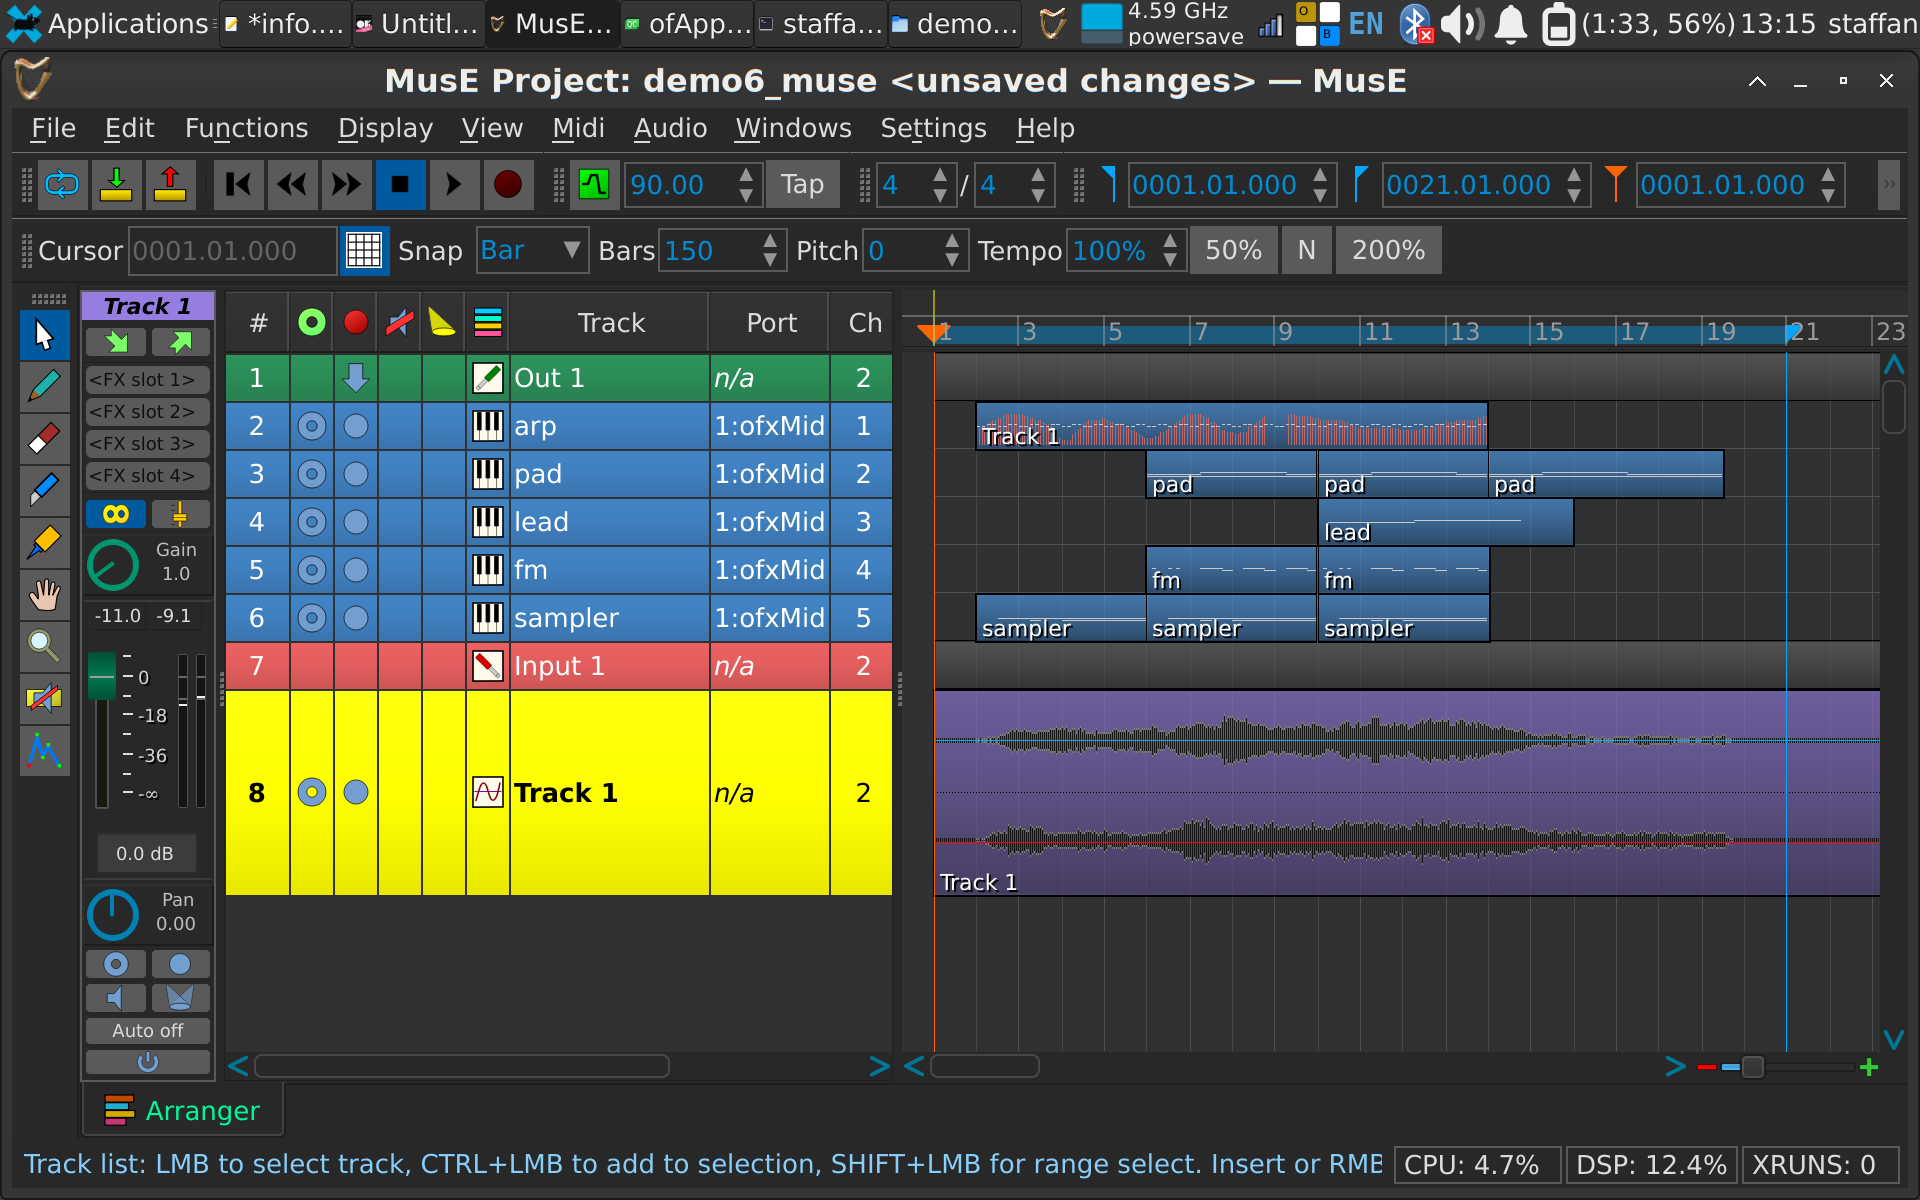 Applications *info.... Untitl... MusE... ofApp... staffa... demo... 4.59 GHz powersave EN (1:33, 56%) 13:15 staffan
MusE Project: demo6_muse <unsaved changes> — MusE
File Edit Functions Display View Midi Audio Windows Settings Help
90.00 Tap 4 / 4 0001.01.000 0021.01.000 0001.01.000 »
Cursor 0001.01.000 Snap Bar Bars 150 Pitch 0 Tempo 100% 50% N 200%
Track 1
<FX slot 1>
<FX slot 2>
<FX slot 3>
<FX slot 4>
Gain
1.0
-11.0 -9.1
0
-18
-36
-∞
0.0 dB
Pan
0.00
Auto off
# Track Port Ch
1 Out 1 n/a 2
2 arp 1:ofxMid 1
3 pad 1:ofxMid 2
4 lead 1:ofxMid 3
5 fm 1:ofxMid 4
6 sampler 1:ofxMid 5
7 Input 1 n/a 2
8 Track 1 n/a 2
1 3 5 7 9 11 13 15 17 19 21 23
Track 1
pad pad pad
lead
fm fm
sampler sampler sampler
Track 1
Arranger
Track list: LMB to select track, CTRL+LMB to add to selection, SHIFT+LMB for range select. Insert or RMB
CPU: 4.7% DSP: 12.4% XRUNS: 0